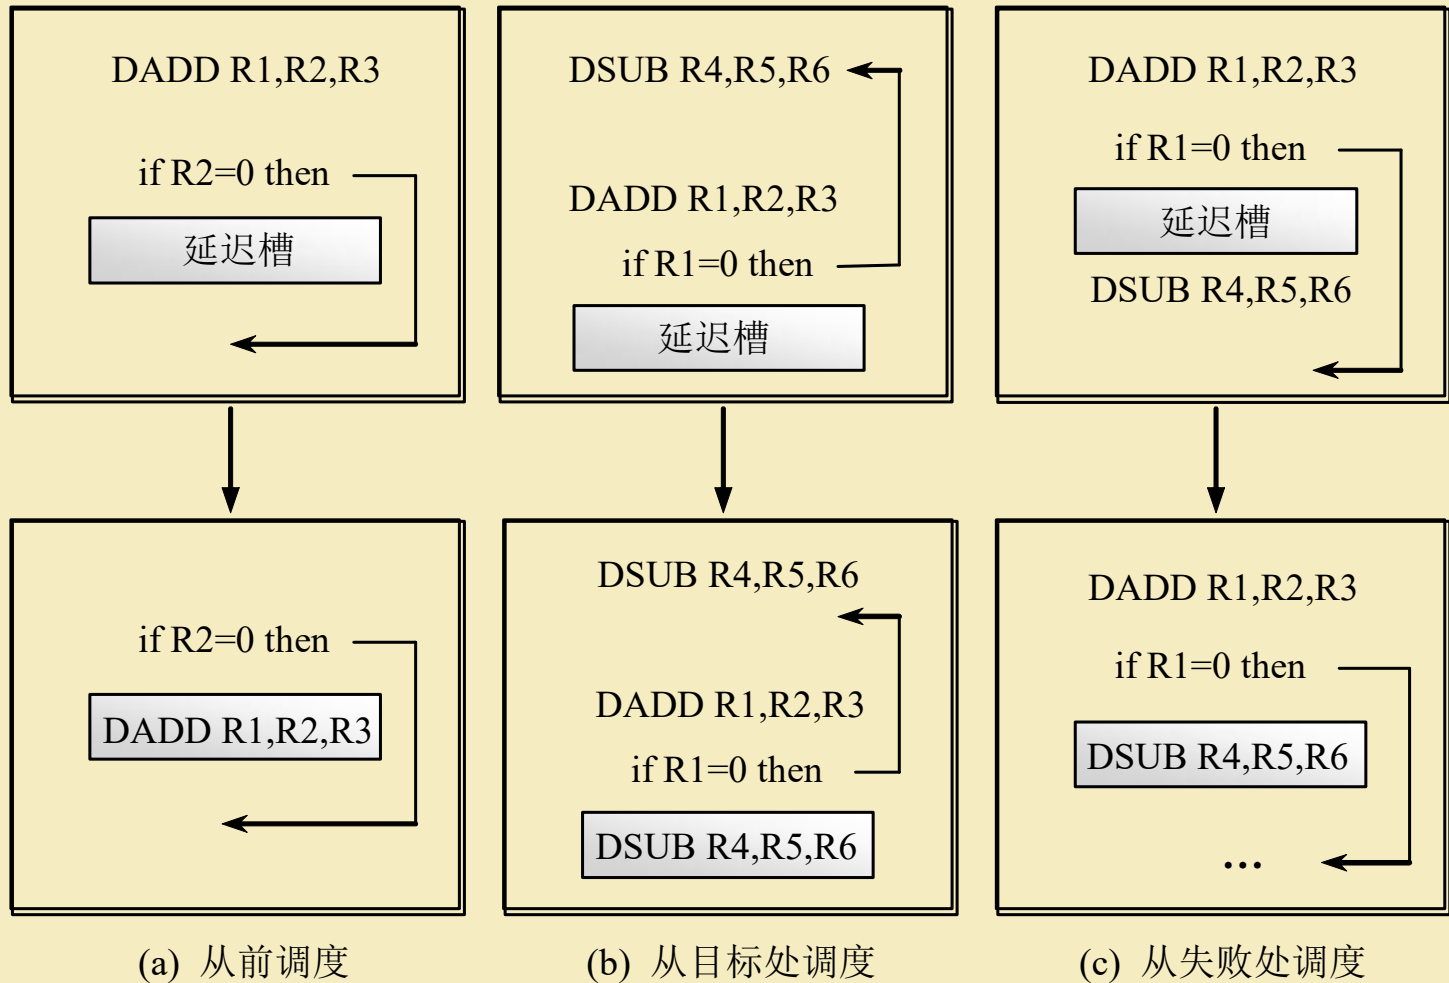 DADD R1,R2,R3
if R2=0 then
延迟槽
DSUB R4,R5,R6
DADD R1,R2,R3
if R1=0 then
延迟槽
DADD R1,R2,R3
if R1=0 then
延迟槽
DSUB R4,R5,R6
if R2=0 then
DADD R1,R2,R3
DSUB R4,R5,R6
DADD R1,R2,R3
if R1=0 then
DSUB R4,R5,R6
DADD R1,R2,R3
if R1=0 then
DSUB R4,R5,R6
...
(a) 从前调度
(b) 从目标处调度
(c) 从失败处调度